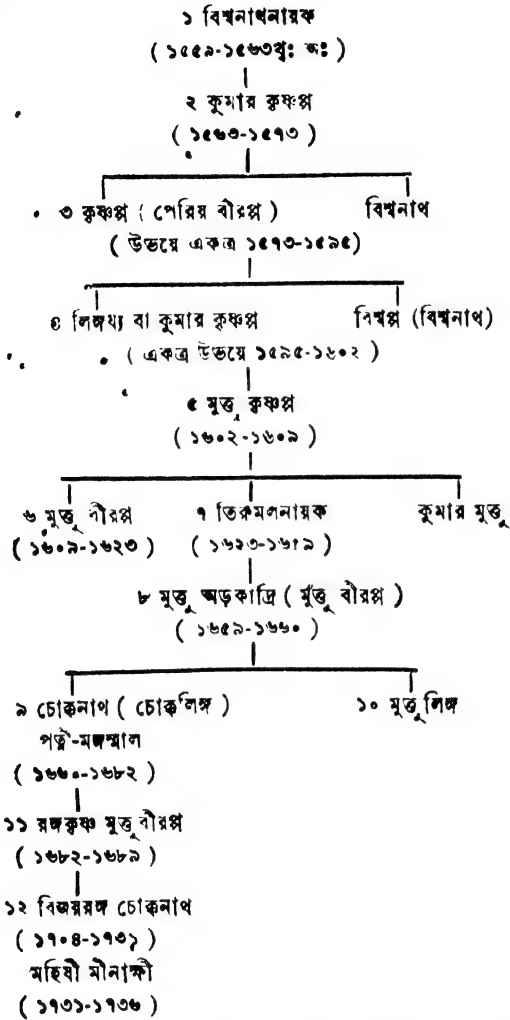 ১ বিশ্বনাথনায়ক
( ১৫৫৯-১৫৬৩খৃঃ অঃ )
২ কুমার কৃষ্ণপ্প
( ১৫৬৩-১৫৭৩ )
৩ কৃষ্ণপ্প ( পেরিয় বীরপ্প ) বিশ্বনাথ
( উভয়ে একত্র ১৫৭৩-১৫৯৫)
৪ লিঙ্গয্য বা কুমার কৃষ্ণপ্প বিশ্বপ্প (বিশ্বনাথ)
( একত্র উভয়ে ১৫৯৫-১৬০২ )
৫ মুত্তু কৃষ্ণপ্প
( ১৬০২-১৬০৯ )
৬ মুত্তু বীরপ্প ৭ তিরুমলনায়ক কুমার মুত্তু
( ১৬০৯-১৬২৩ ) ( ১৬২৩-১৬৫৯ )
৮ মুত্তু অড়কাদ্রি ( মুত্তু বীরপ্প )
( ১৬৫৯-১৬৬০ )
৯ চোক্কনাথ ( চোক্কলিঙ্গ ) ১০ মুত্তু লিঙ্গ
পত্নী-মঙ্গম্মাল
( ১৬৬০-১৬৮২ )
১১ রঙ্গকৃষ্ণ মুত্তু বীরপ্প
( ১৬৮২-১৬৮৯ )
১২ বিজয়রঙ্গ চোক্কনাথ
( ১৭০৪-১৭৩১ )
মহিষী মীনাক্ষী
( ১৭৩১-১৭৩৬ )